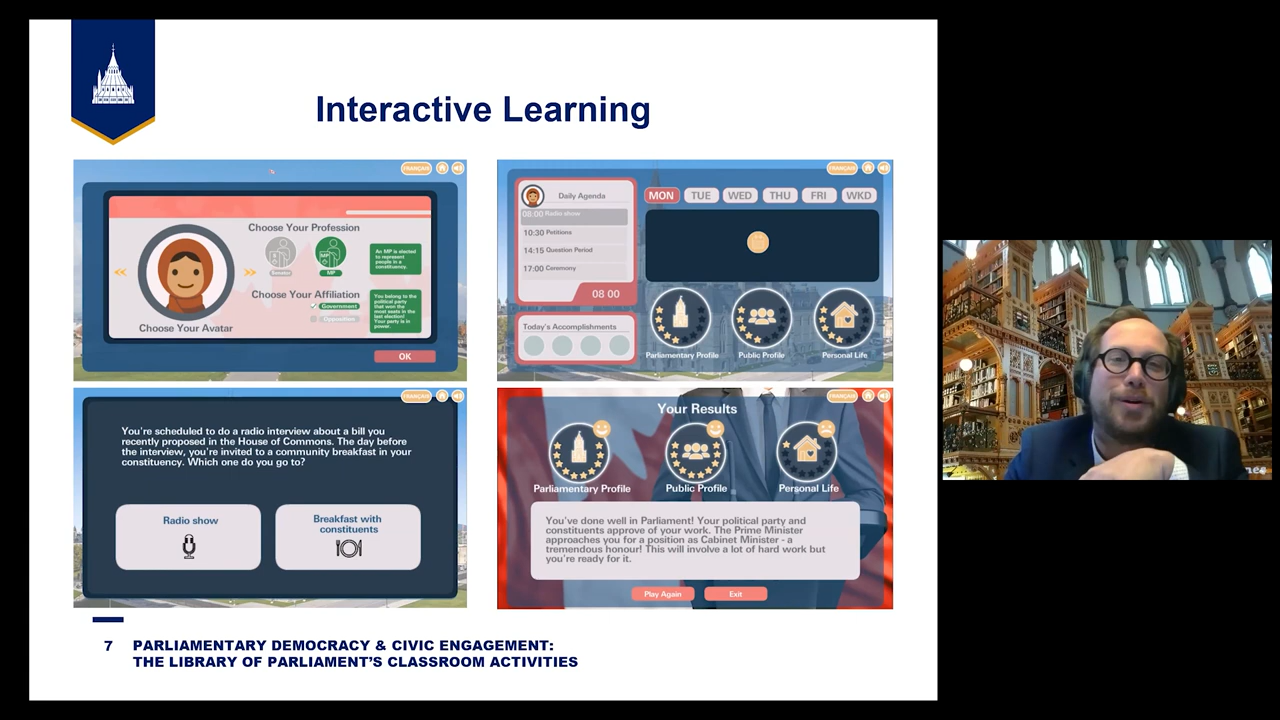 Interactive Learning
FRANÇAIS
Choose Your Profession
Senator
MP
An MP is elected
to represent
people in a
constituency.
Choose Your Affiliation
Government
Opposition
You belong to the
political party
that won the
most seats in the
last election!
Your party is in
power.
Choose Your Avatar
OK
FRANÇAIS
Daily Agenda
08:00 Radio show
10:30 Petitions
14:15 Question Period
17:00 Ceremony
08 00
MON TUE WED THU FRI WKD
Today's Accomplishments
Parliamentary Profile
Public Profile
Personal Life
FRANÇAIS
You're scheduled to do a radio interview about a bill you
recently proposed in the House of Commons. The day before
the interview, you're invited to a community breakfast in your
constituency. Which one do you go to?
Radio show
Breakfast with
constituents
FRANÇAIS
Your Results
Parliamentary Profile
Public Profile
Personal Life
You've done well in Parliament! Your political party and
constituents approve of your work. The Prime Minister
approaches you for a position as Cabinet Minister - a
tremendous honour! This will involve a lot of hard work but
you're ready for it.
Play Again
Exit
7 PARLIAMENTARY DEMOCRACY & CIVIC ENGAGEMENT:
THE LIBRARY OF PARLIAMENT'S CLASSROOM ACTIVITIES